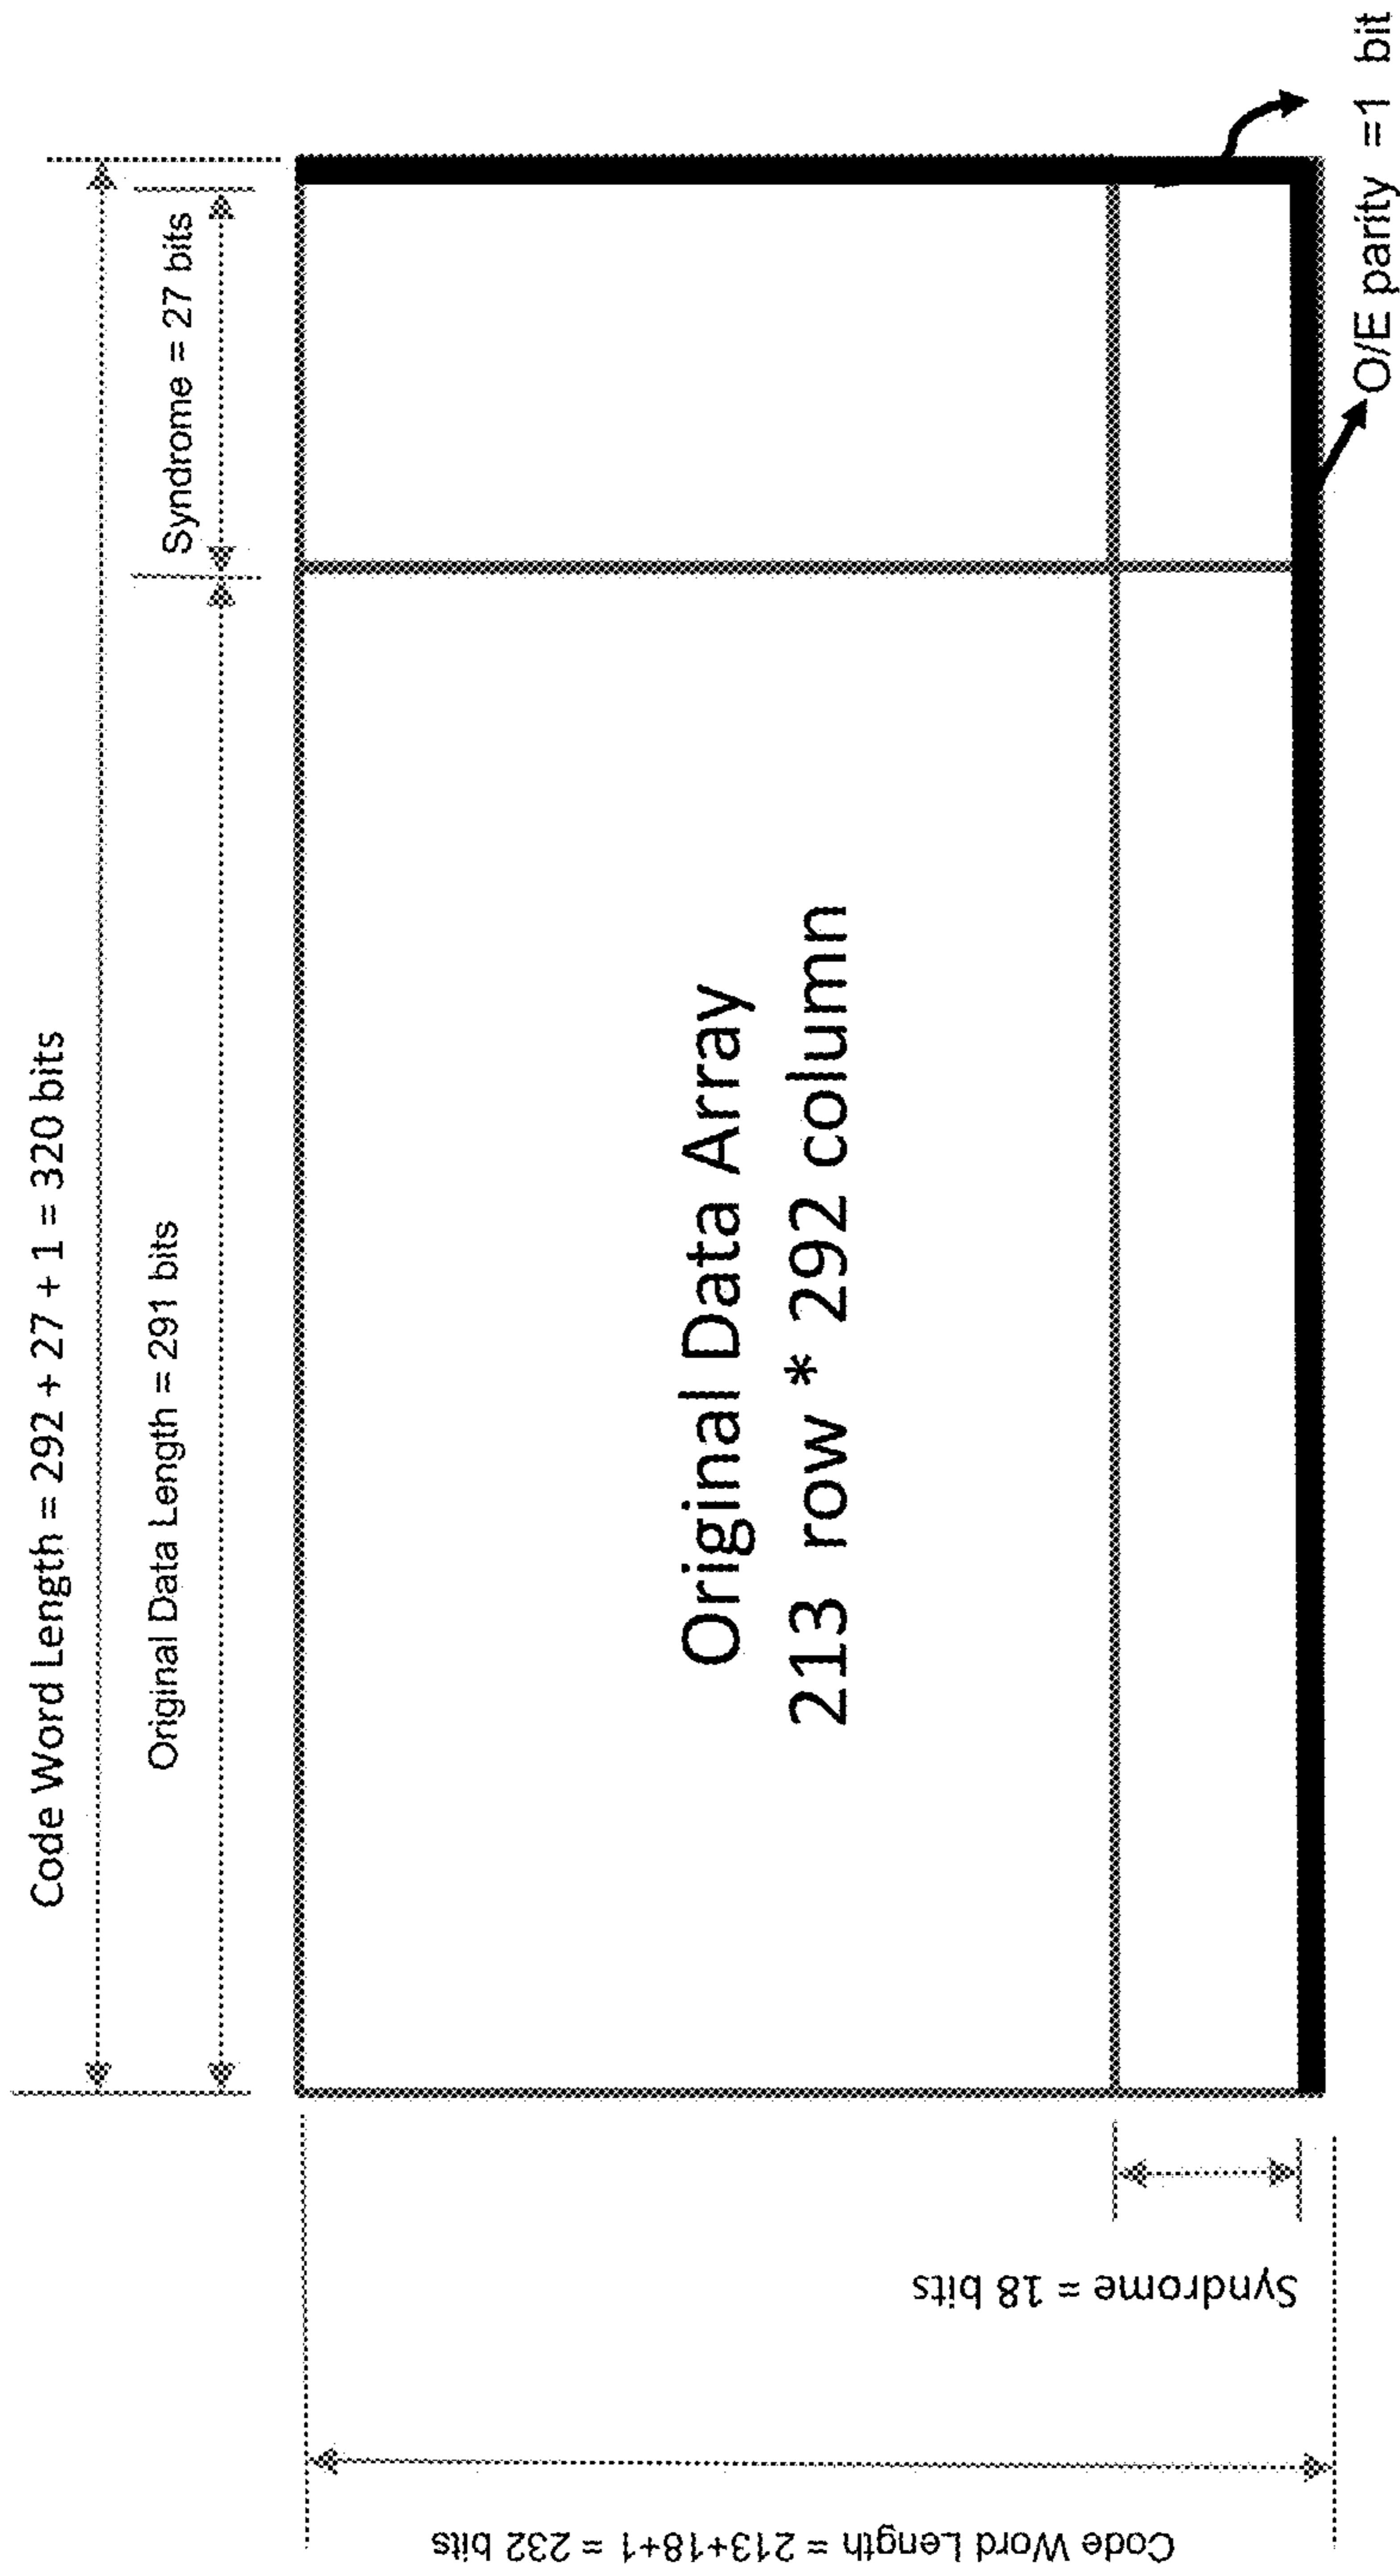 Code Word Length = 292 + 27 + 1 = 320 bits
Original Data Length = 291 bits
Syndrome = 27 bits
Original Data Array
213 row * 292 column
Syndrome = 18 bits
Code Word Length = 213+18+1 = 232 bits
O/E parity =1 bit